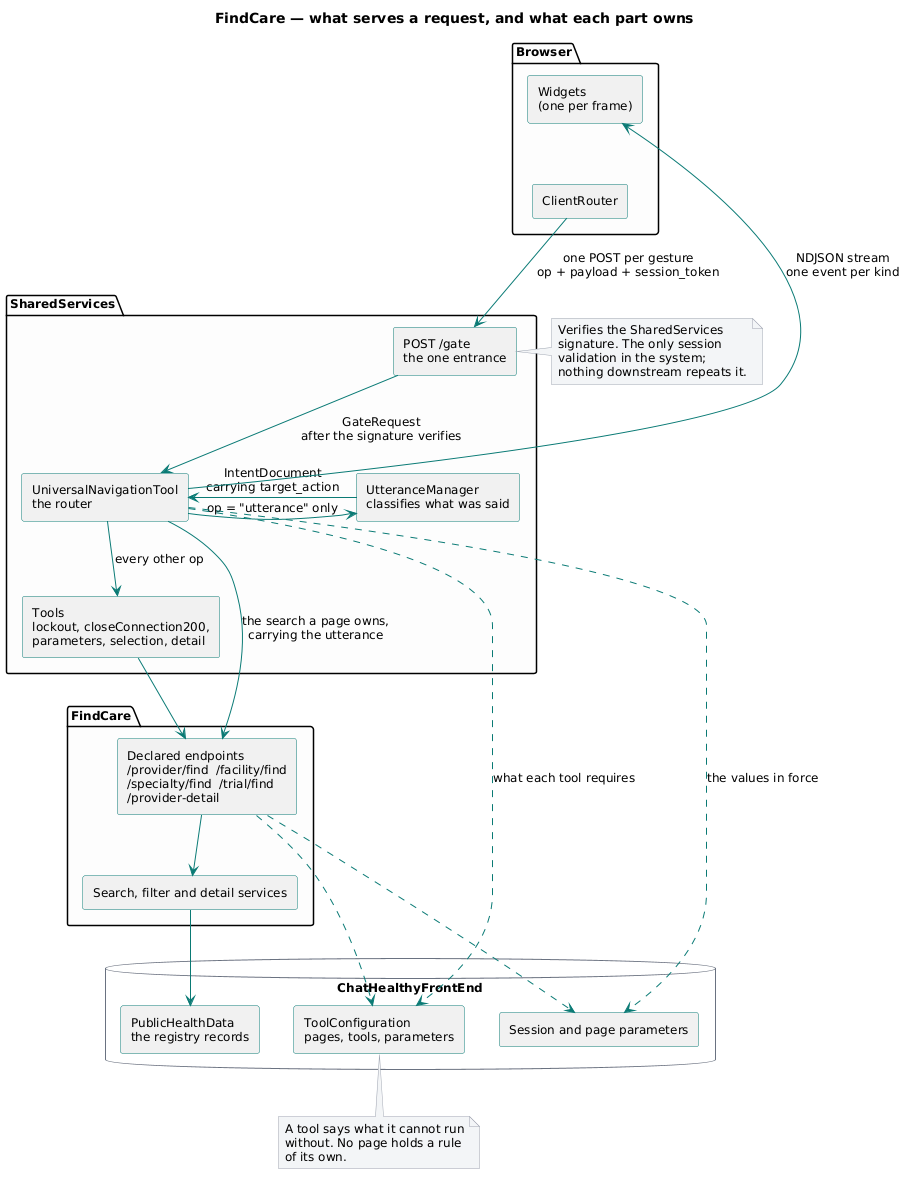 FindCare — what serves a request, and what each part owns
Browser
Widgets
(one per frame)
ClientRouter
one POST per gesture
op + payload + session_token
NDJSON stream
one event per kind
SharedServices
POST /gate
the one entrance
Verifies the SharedServices
signature. The only session
validation in the system;
nothing downstream repeats it.
GateRequest
after the signature verifies
UniversalNavigationTool
the router
IntentDocument
carrying target_action
op = "utterance" only
UtteranceManager
classifies what was said
every other op
Tools
lockout, closeConnection200,
parameters, selection, detail
the search a page owns,
carrying the utterance
FindCare
Declared endpoints
/provider/find  /facility/find
/specialty/find  /trial/find
/provider-detail
what each tool requires
the values in force
Search, filter and detail services
ChatHealthyFrontEnd
PublicHealthData
the registry records
ToolConfiguration
pages, tools, parameters
Session and page parameters
A tool says what it cannot run
without. No page holds a rule
of its own.